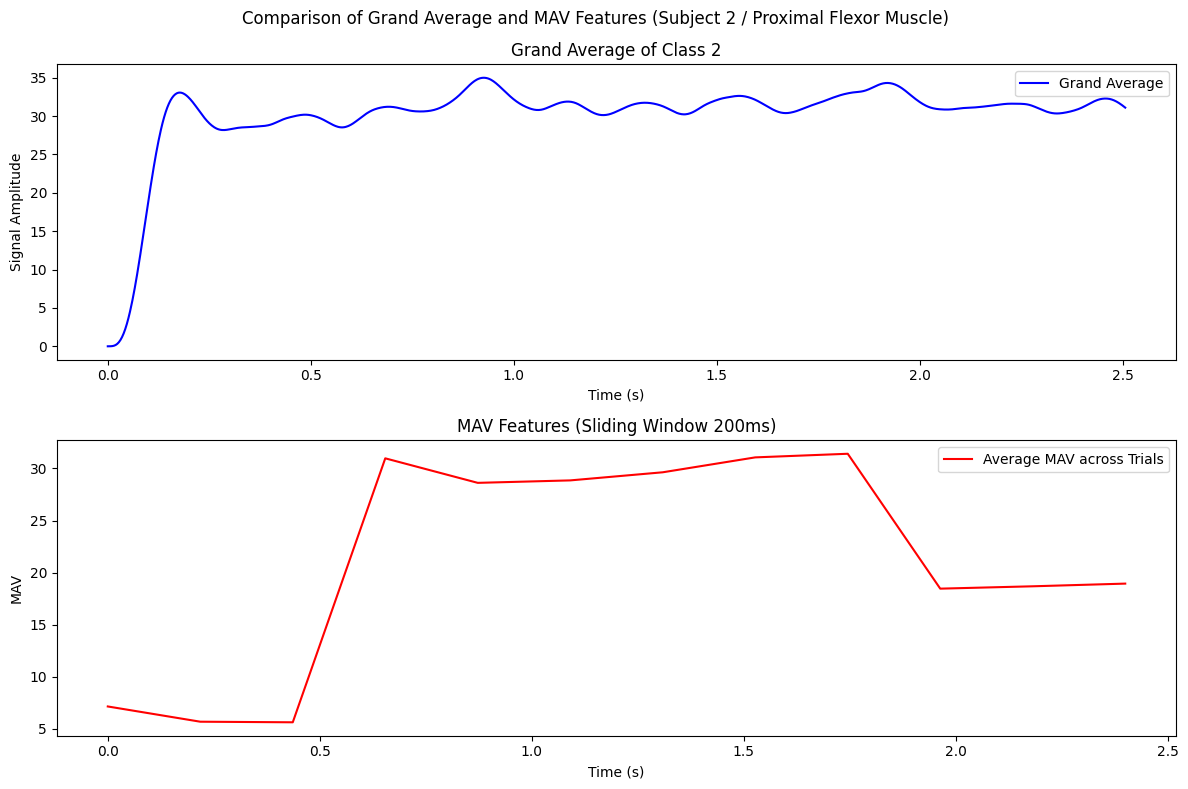 Comparison of Grand Average and MAV Features (Subject 2 / Proximal Flexor Muscle)
Grand Average of Class 2
Grand Average
Signal Amplitude
35
30
25
20
15
10
5
0
0.0 0.5 1.0 1.5 2.0 2.5
Time (s)
MAV Features (Sliding Window 200ms)
Average MAV across Trials
MAV
30
25
20
15
10
5
0.0 0.5 1.0 1.5 2.0 2.5
Time (s)